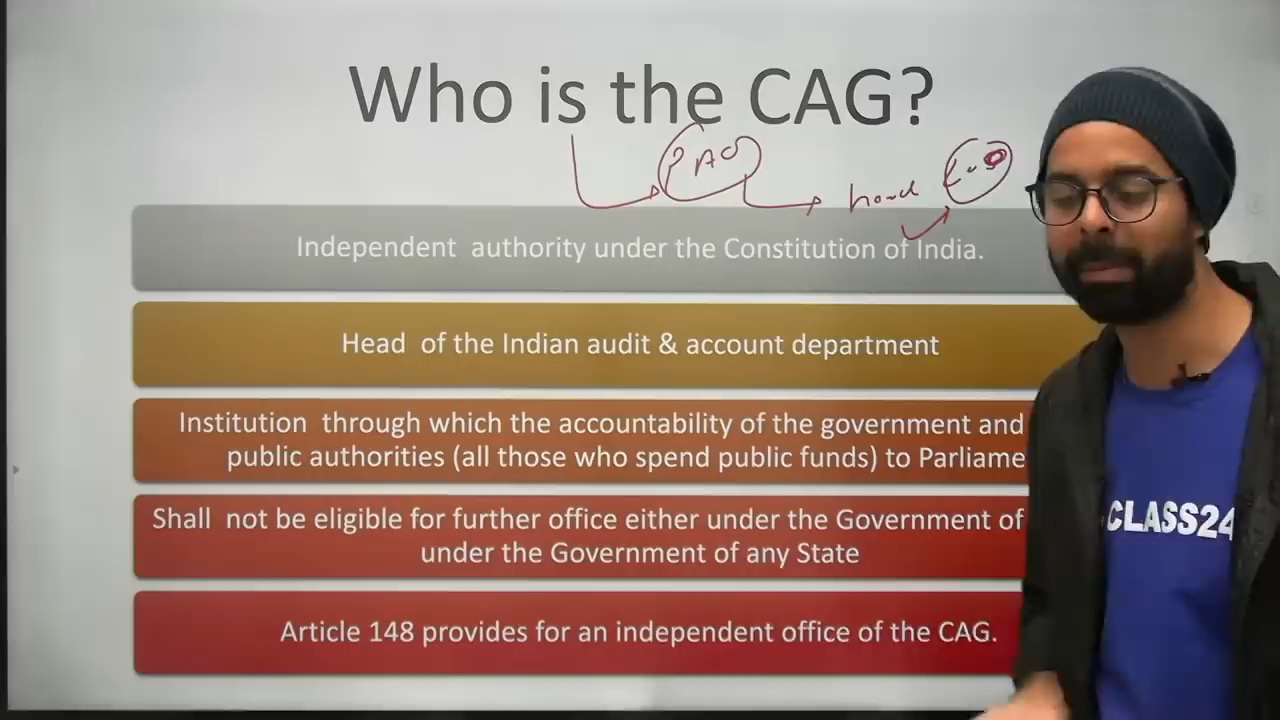 Who is the CAG?
PAC
head
Independent authority under the Constitution of India.
Head of the Indian audit & account department
Institution through which the accountability of the government and
public authorities (all those who spend public funds) to Parliame
Shall not be eligible for further office either under the Government of
under the Government of any State
Article 148 provides for an independent office of the CAG.
CLASS24